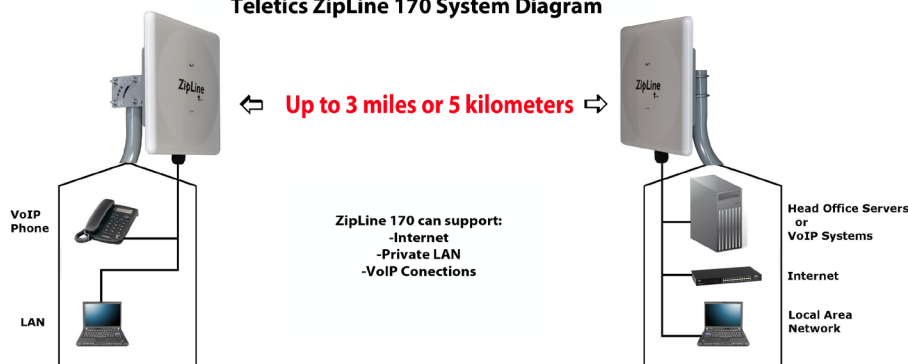 Teletics ZipLine 170 System Diagram
ZipLine
ZipLine
Up to 3 miles or 5 kilometers
VoIP
Phone
LAN
ZipLine 170 can support:
-Internet
-Private LAN
-VoIP Conections
Head Office Servers
or
VoIP Systems
Internet
Local Area
Network